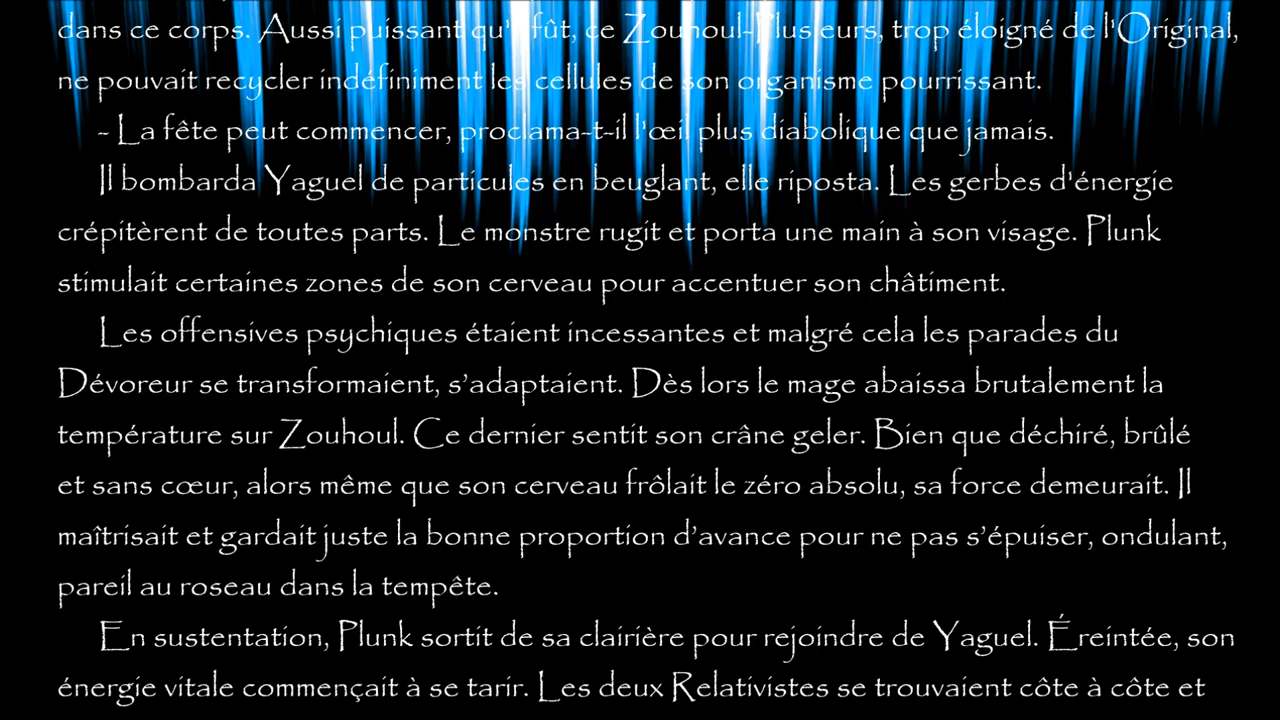 dans ce corps. Aussi puissant qu'il fût, ce Zouhoul-Plusieurs, trop éloigné de l'Original,
ne pouvait recycler indéfiniment les cellules de son organisme pourrissant.
- La fête peut commencer, proclama-t-il l'œil plus diabolique que jamais.
Il bombarda Yaguel de particules en beuglant, elle riposta. Les gerbes d'énergie
crépitèrent de toutes parts. Le monstre rugit et porta une main à son visage. Plunk
stimulait certaines zones de son cerveau pour accentuer son châtiment.
Les offensives psychiques étaient incessantes et malgré cela les parades du
Dévoreur se transformaient, s’adaptaient. Dès lors le mage abaissa brutalement la
température sur Zouhoul. Ce dernier sentit son crâne geler. Bien que déchiré, brûlé
et sans cœur, alors même que son cerveau frôlait le zéro absolu, sa force demeurait. Il
maîtrisait et gardait juste la bonne proportion d’avance pour ne pas s’épuiser, ondulant,
pareil au roseau dans la tempête.
En sustentation, Plunk sortit de sa clairière pour rejoindre de Yaguel. Éreintée, son
énergie vitale commençait à se tarir. Les deux Relativistes se trouvaient côte à côte et